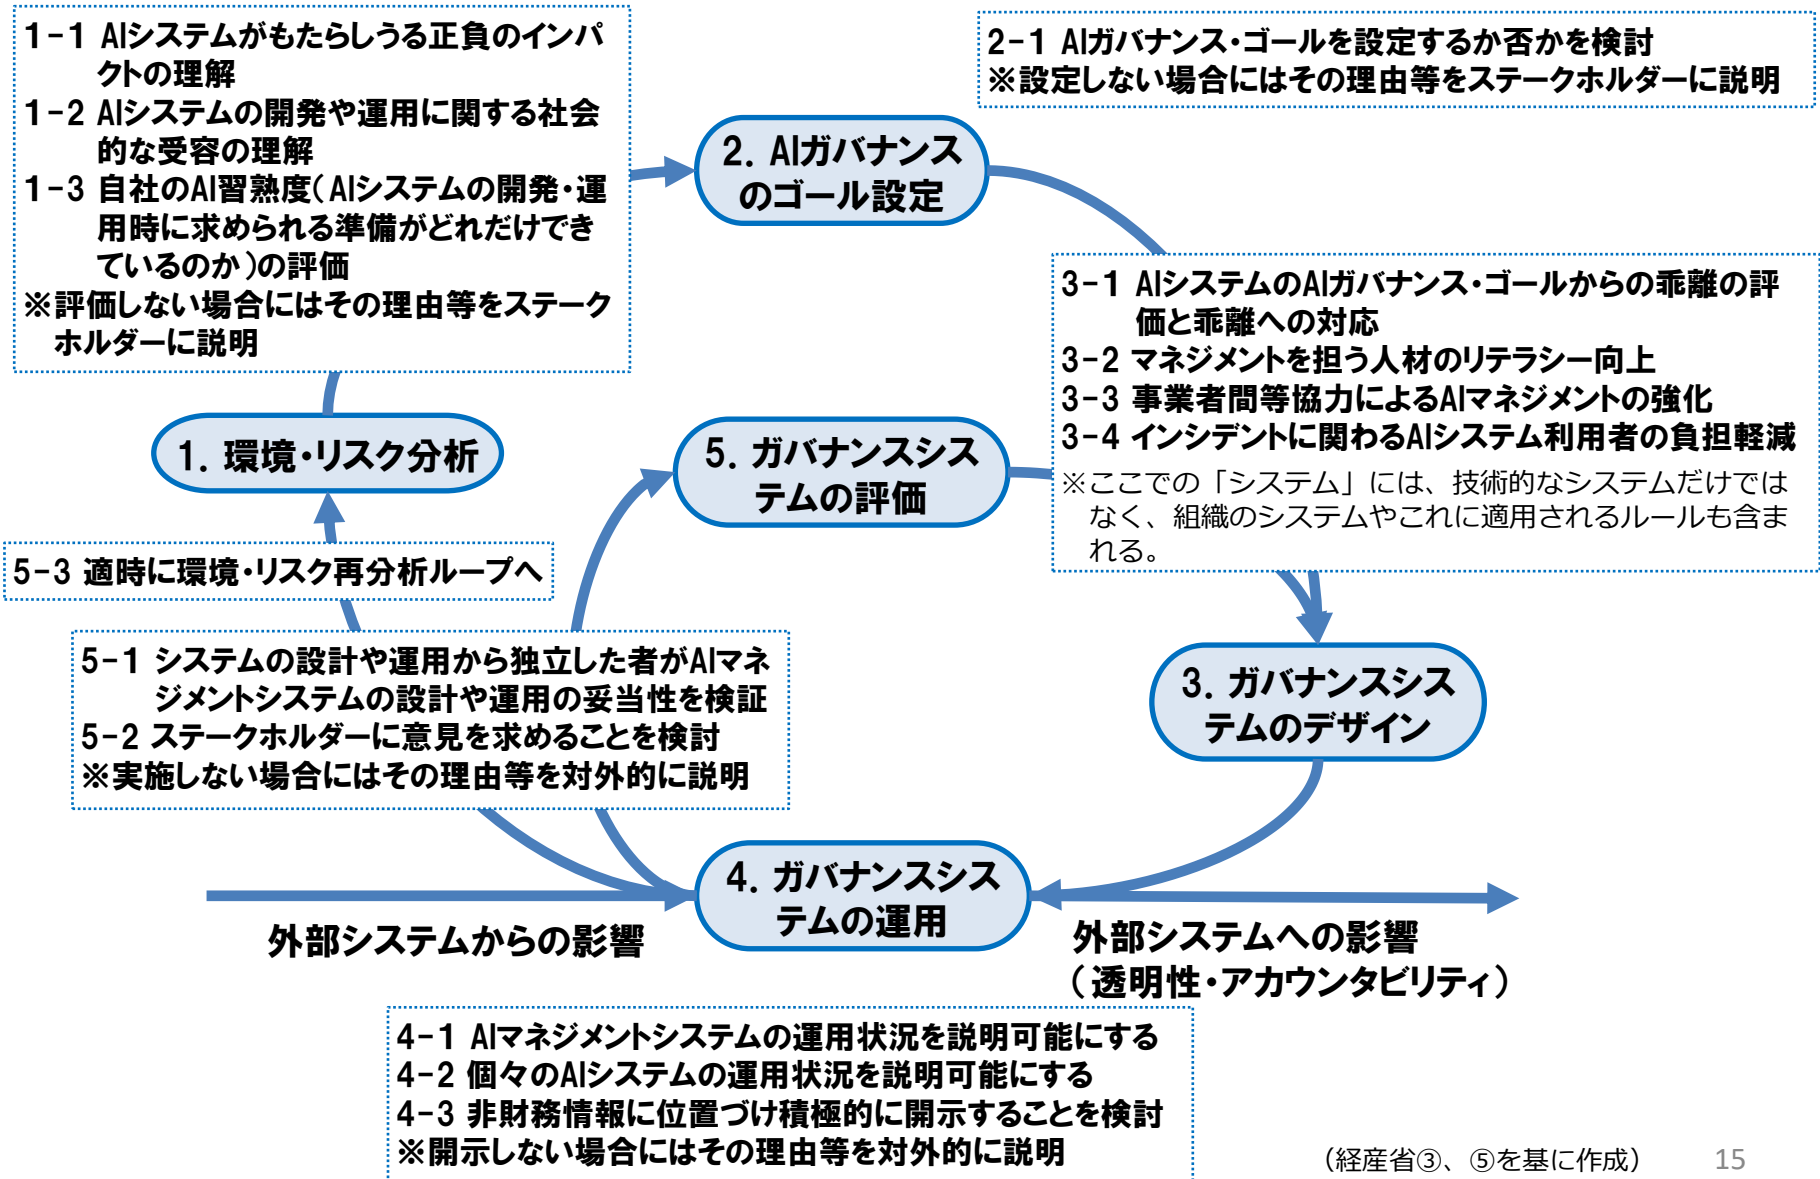 1-1 AIシステムがもたらしうる正負のインパ
クトの理解
1-2 AIシステムの開発や運用に関する社会
的な受容の理解
1-3 自社のAI習熟度（AIシステムの開発・運
用時に求められる準備がどれだけでき
ているのか）の評価
※評価しない場合にはその理由等をステーク
ホルダーに説明
2-1 AIガバナンス・ゴールを設定するか否かを検討
※設定しない場合にはその理由等をステークホルダーに説明
2. AIガバナンス
のゴール設定
3-1 AIシステムのAIガバナンス・ゴールからの乖離の評
価と乖離への対応
3-2 マネジメントを担う人材のリテラシー向上
3-3 事業者間等協力によるAIマネジメントの強化
3-4 インシデントに関わるAIシステム利用者の負担軽減
※ここでの「システム」には、技術的なシステムだけでは
なく、組織のシステムやこれに適用されるルールも含ま
れる。
1. 環境・リスク分析
5. ガバナンスシス
テムの評価
5-3 適時に環境・リスク再分析ループへ
5-1 システムの設計や運用から独立した者がAIマネ
ジメントシステムの設計や運用の妥当性を検証
5-2 ステークホルダーに意見を求めることを検討
※実施しない場合にはその理由等を対外的に説明
3. ガバナンスシス
テムのデザイン
4. ガバナンスシス
テムの運用
外部システムからの影響
外部システムへの影響
（透明性・アカウンタビリティ）
4-1 AIマネジメントシステムの運用状況を説明可能にする
4-2 個々のAIシステムの運用状況を説明可能にする
4-3 非財務情報に位置づけ積極的に開示することを検討
※開示しない場合にはその理由等を対外的に説明
（経産省③、⑤を基に作成）
15